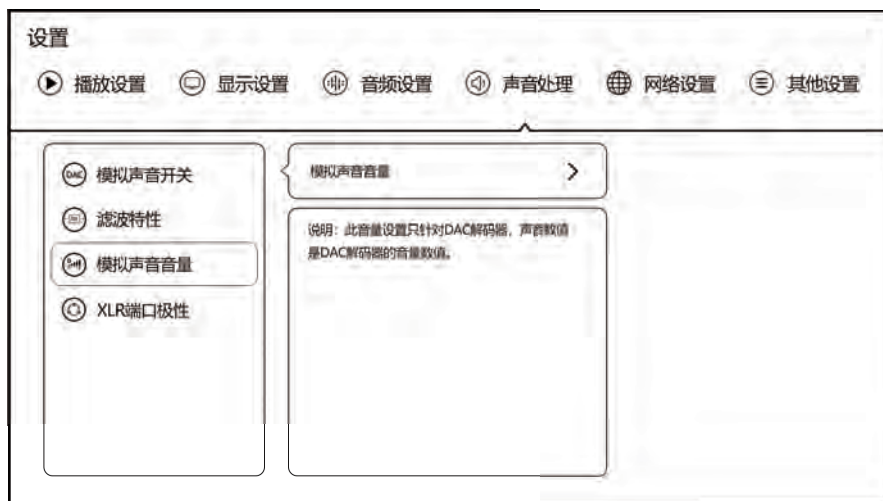 设置
播放设置 显示设置 音频设置 声音处理 网络设置 其他设置
模拟声音开关
滤波特性
模拟声音音量
XLR端口极性
模拟声音音量
说明：此音量设置只针对DAC解码器，声音数值
是DAC解码器的音量数值。